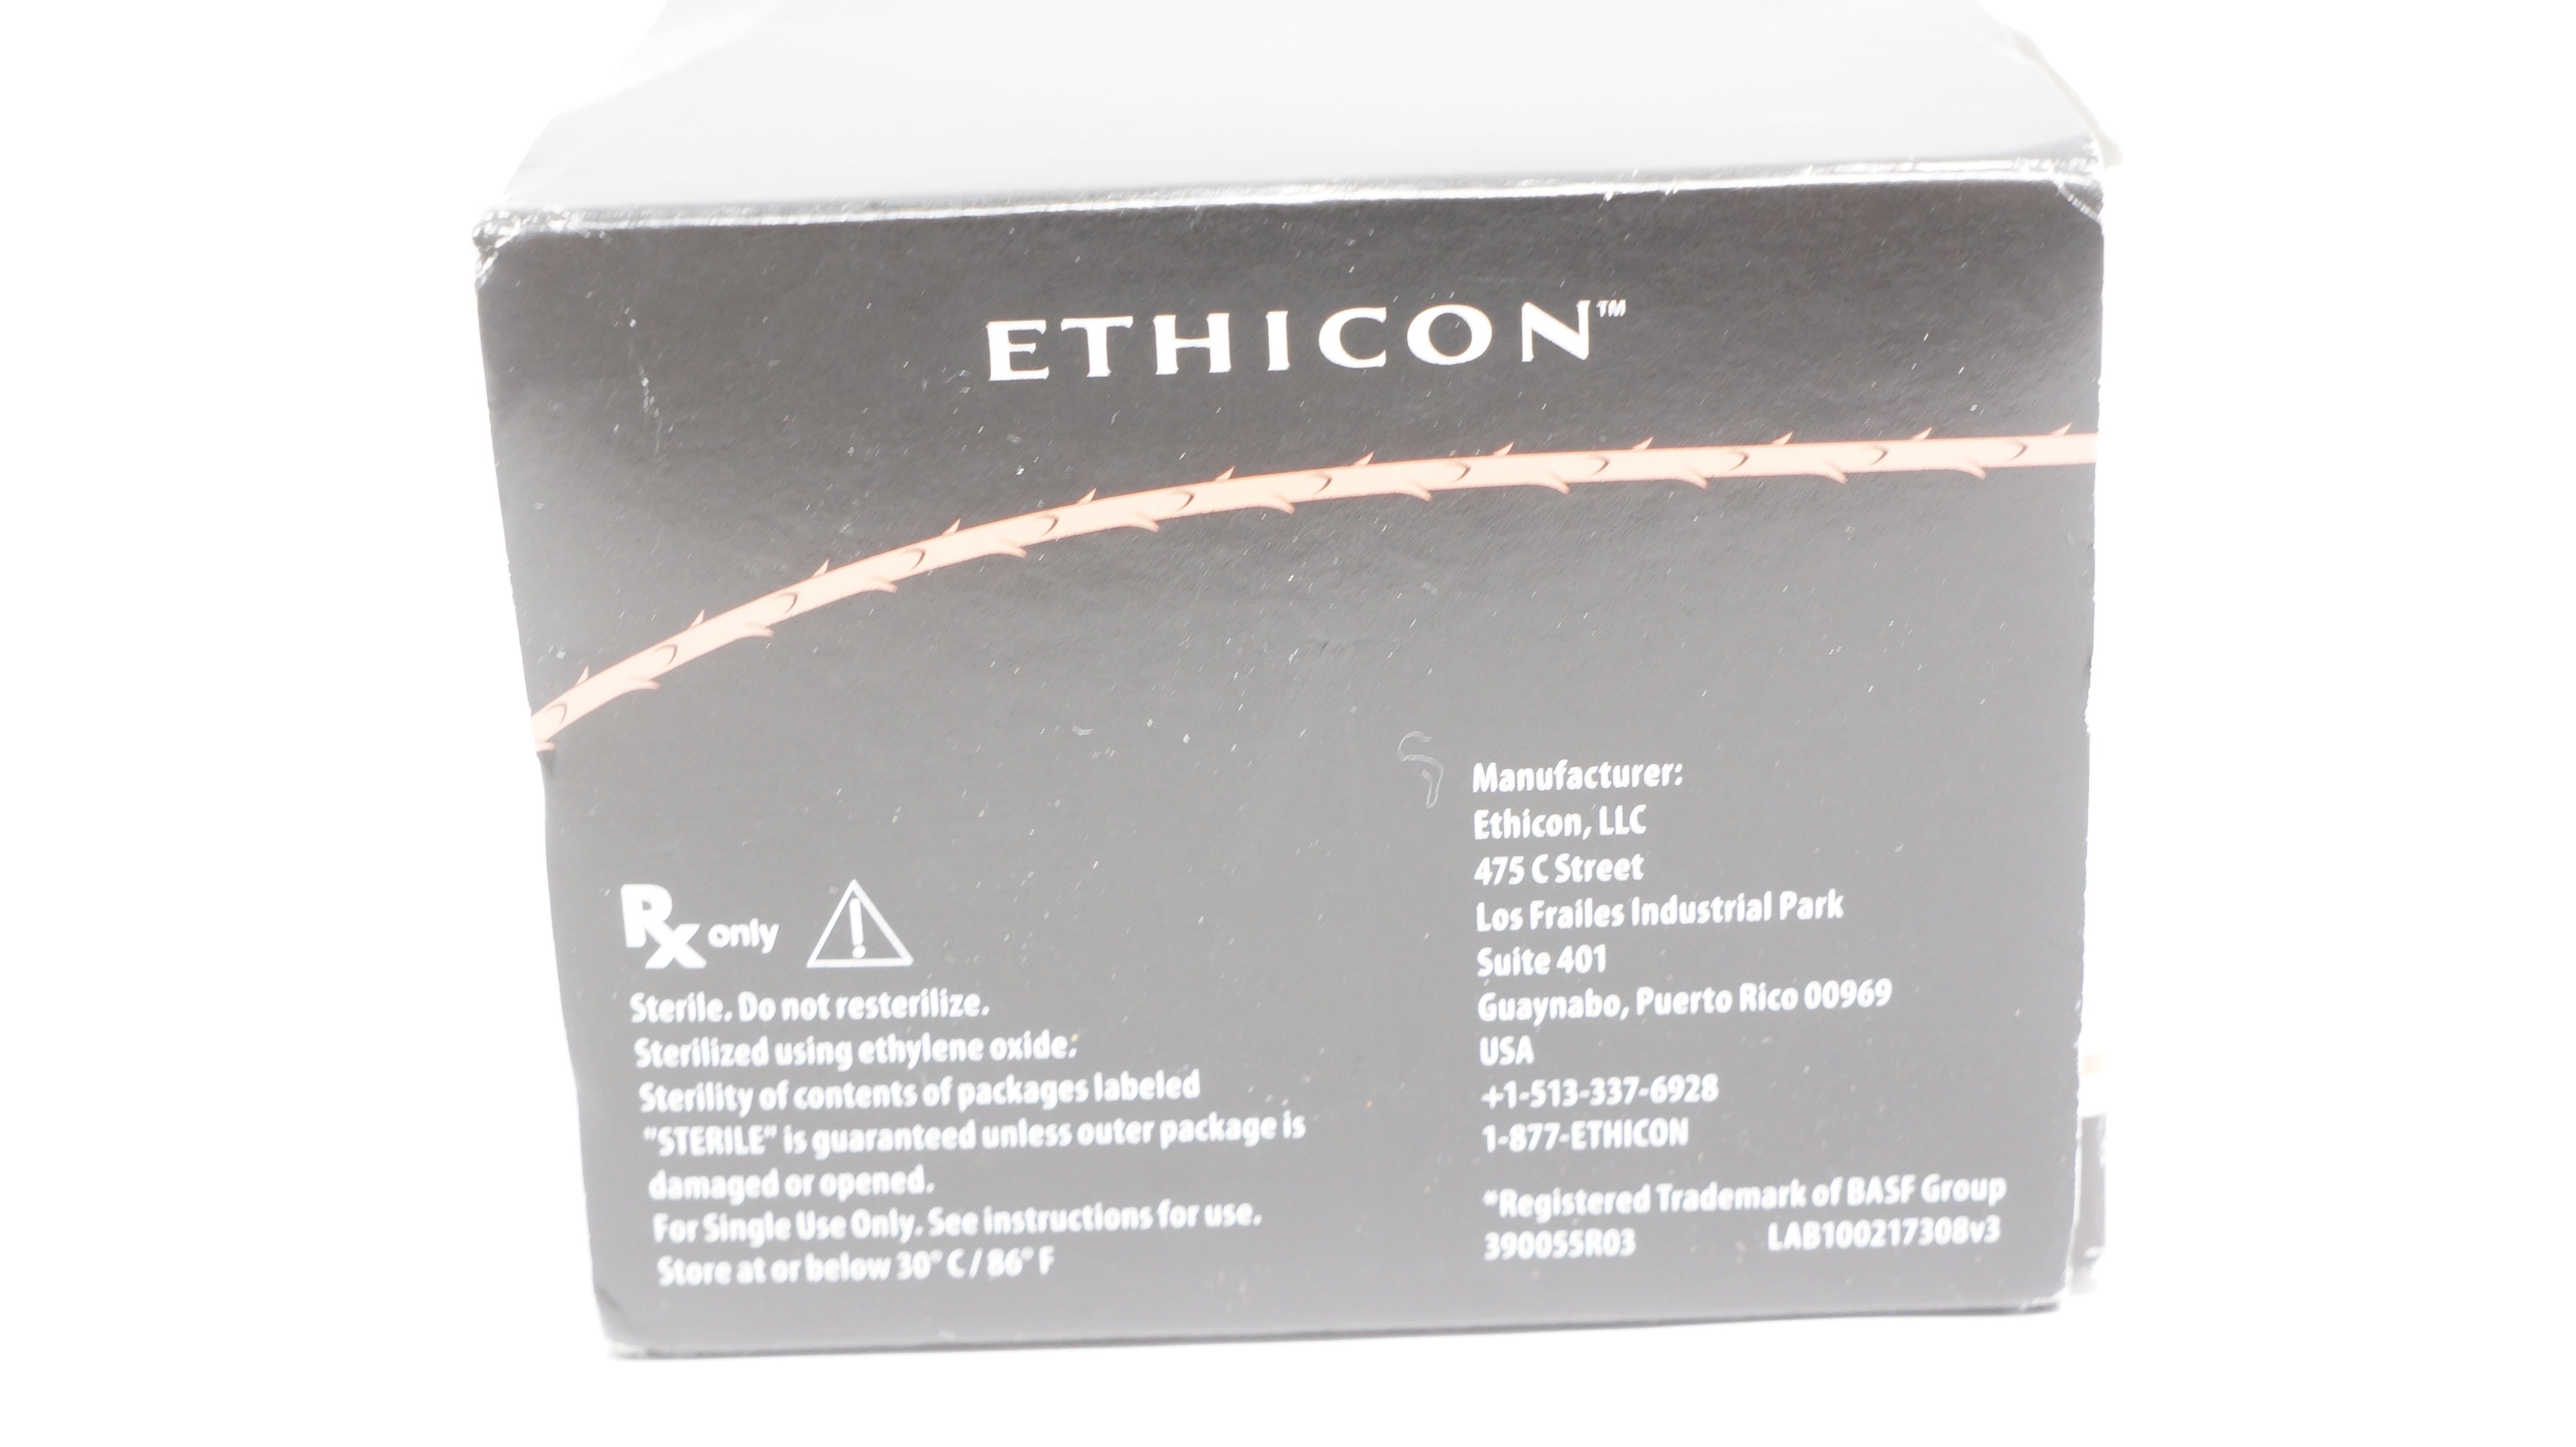 ETHICON™
Rx only
Sterile. Do not resterilize.
Sterilized using ethylene oxide.
Sterility of contents of packages labeled
"STERILE" is guaranteed unless outer package is
damaged or opened.
For Single Use Only. See instructions for use.
Store at or below 30° C / 86° F
Manufacturer:
Ethicon, LLC
475 C Street
Los Frailes Industrial Park
Suite 401
Guaynabo, Puerto Rico 00969
USA
+1-513-337-6928
1-877-ETHICON
*Registered Trademark of BASF Group
390055R03 LAB100217308v3